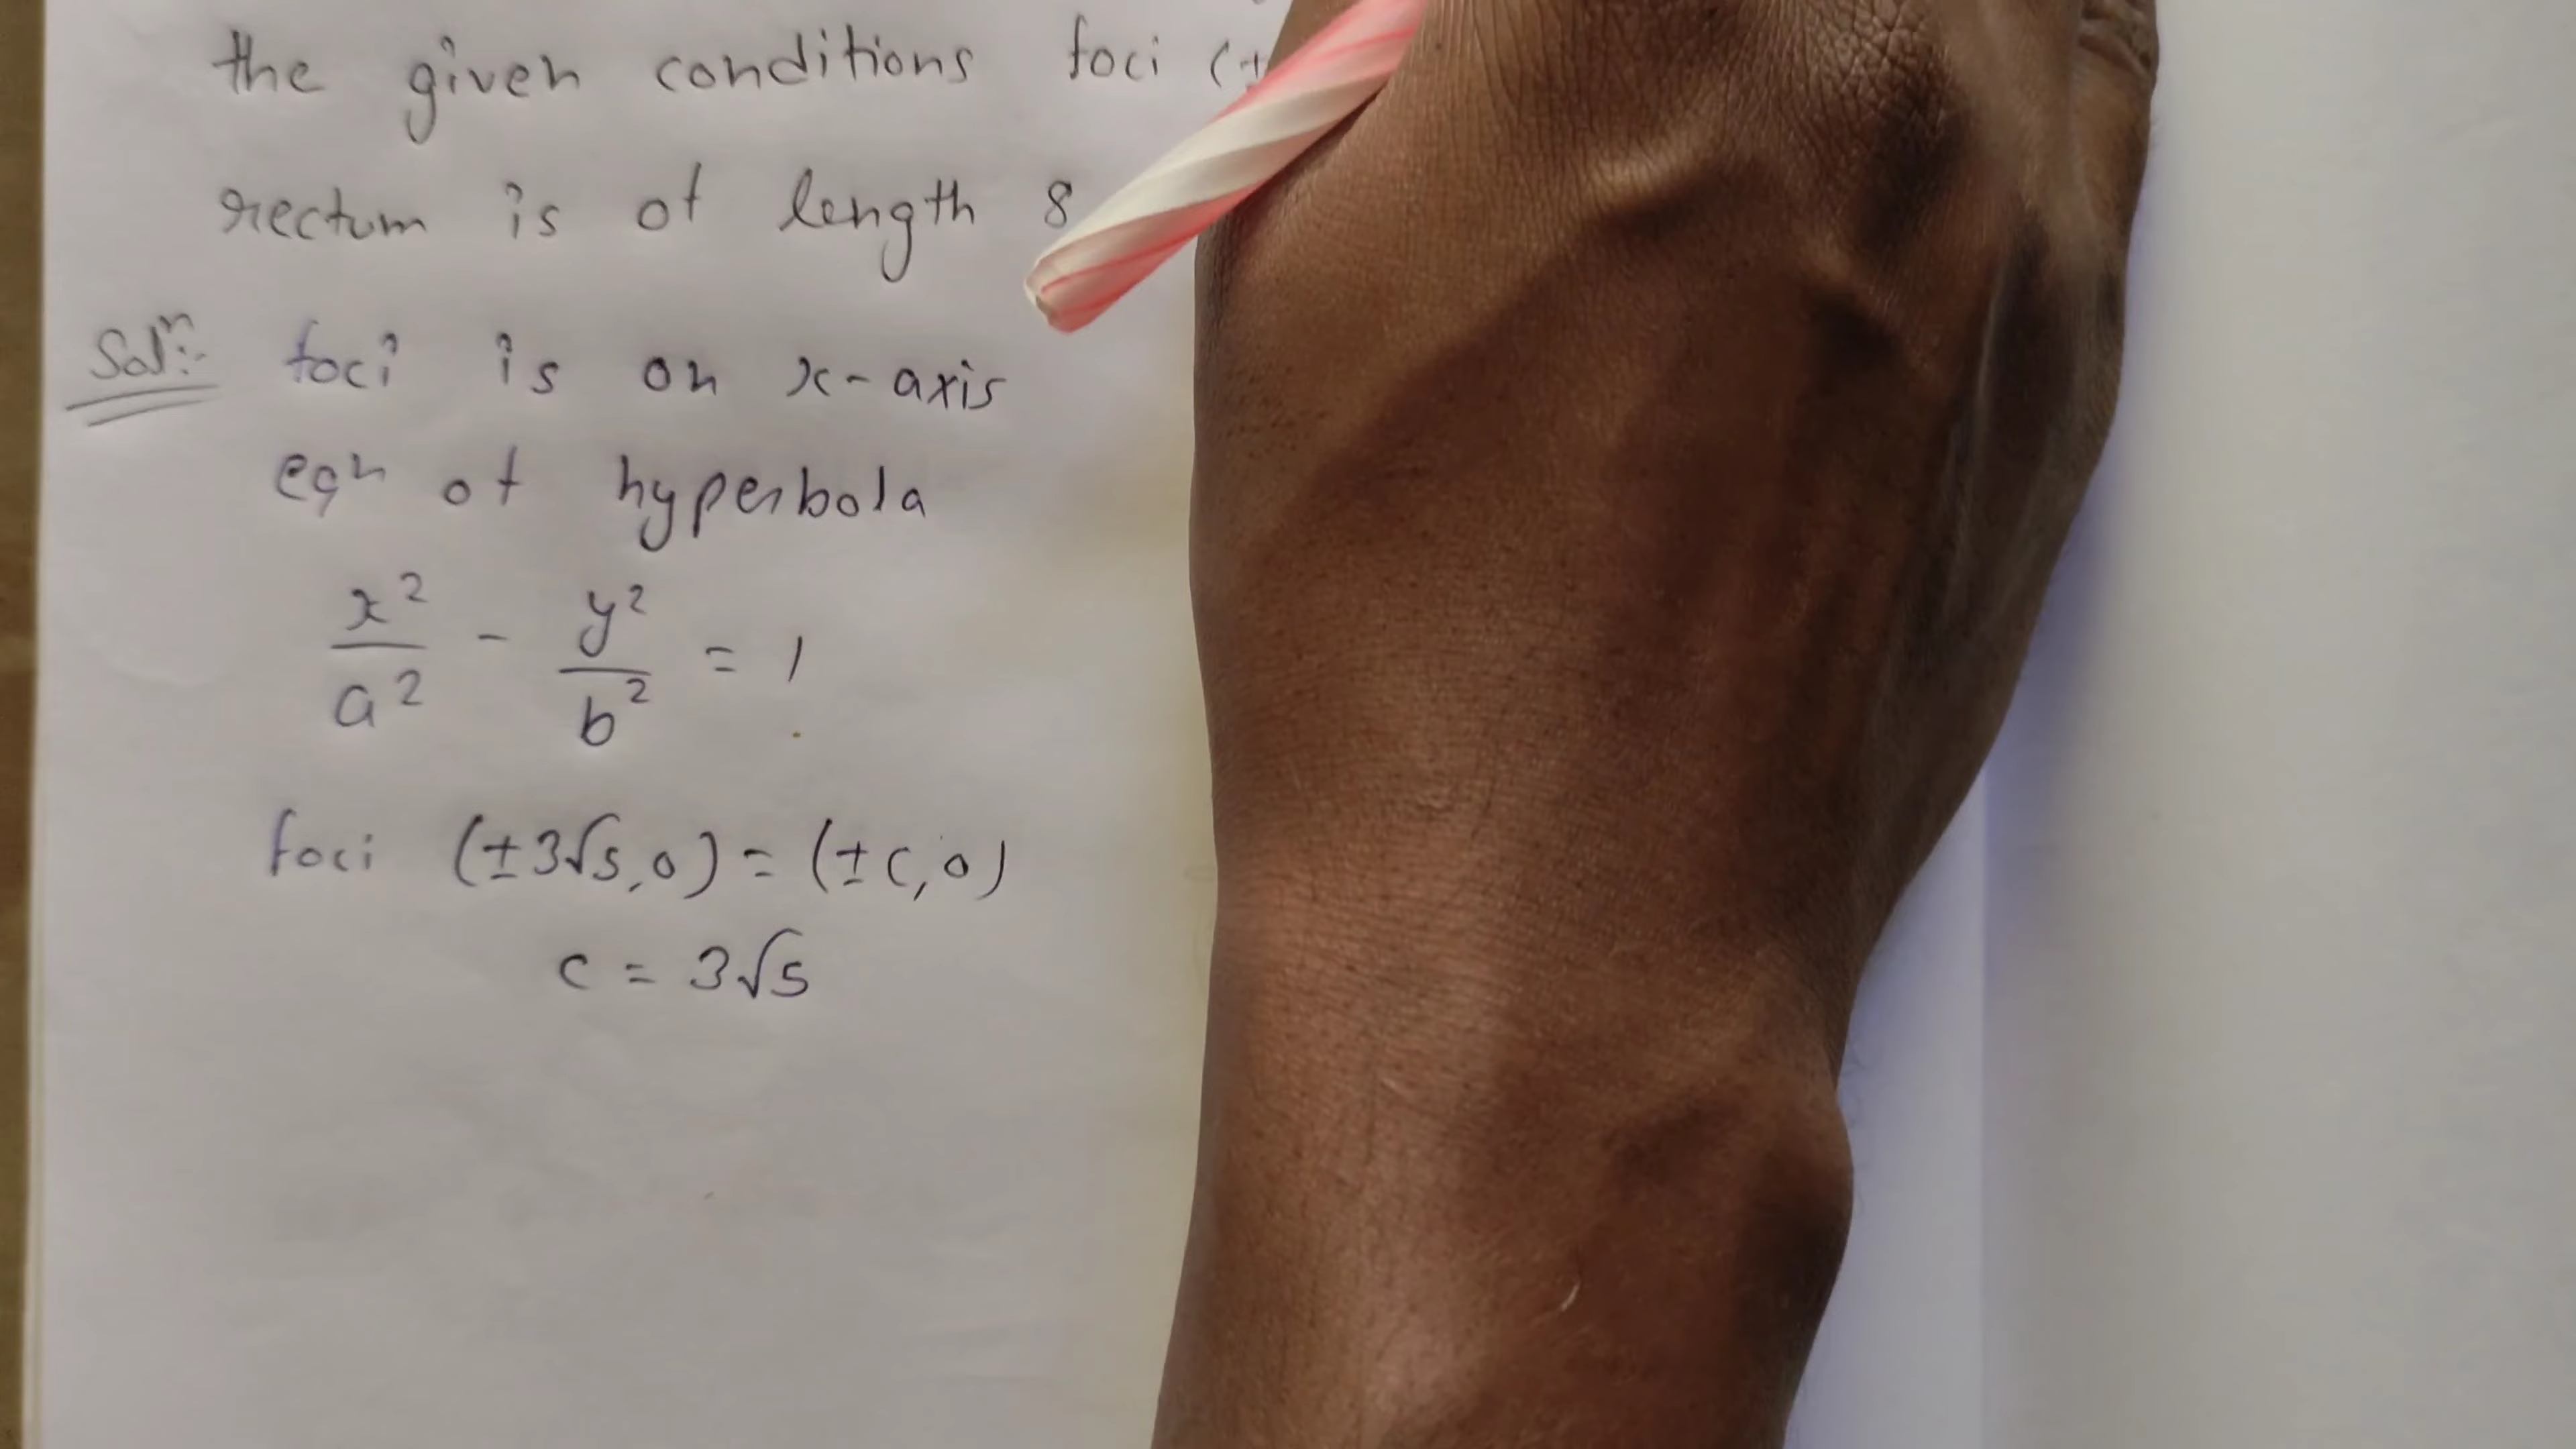 the given conditions foci (±
rectum is of length 8
Solⁿ:- foci is on x-axis
eqn of hyperbola
x²/a² - y²/b² = 1
foci (±3√5,0) = (±c,0)
c = 3√5